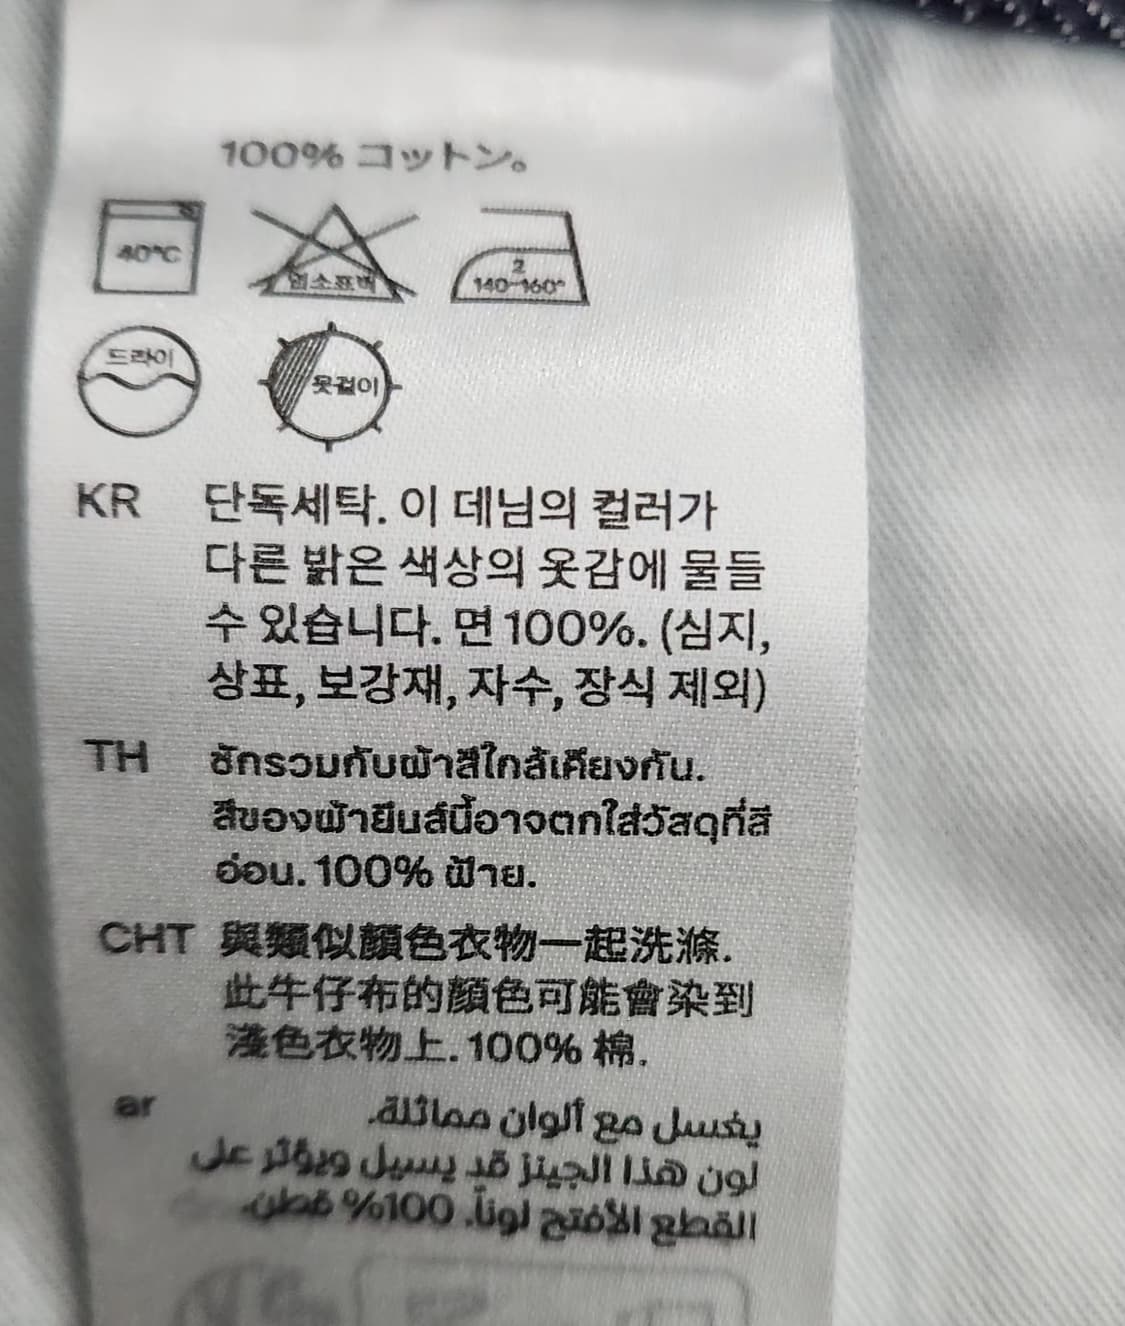 100% コットン。
40℃
염소표백
2
140-160°
드라이
옷걸이
KR 단독세탁. 이 데님의 컬러가
다른 밝은 색상의 옷감에 물들
수 있습니다. 면 100%. (심지,
상표, 보강재, 자수, 장식 제외)
TH ซักรวมกับผ้าสีใกล้เคียงกัน.
สีของผ้ายีนส์นี้อาจตกใส่วัสดุที่สี
อ่อน. 100% ฝ้าย.
CHT 與類似顏色衣物一起洗滌.
此牛仔布的顏色可能會染到
淺色衣物上. 100% 棉.
ar يغسل مع ألوان مماثلة.
لون هذا الجينز قد يسيل ويؤثر على
القطع الأفتح لوناً. 100% قطن.